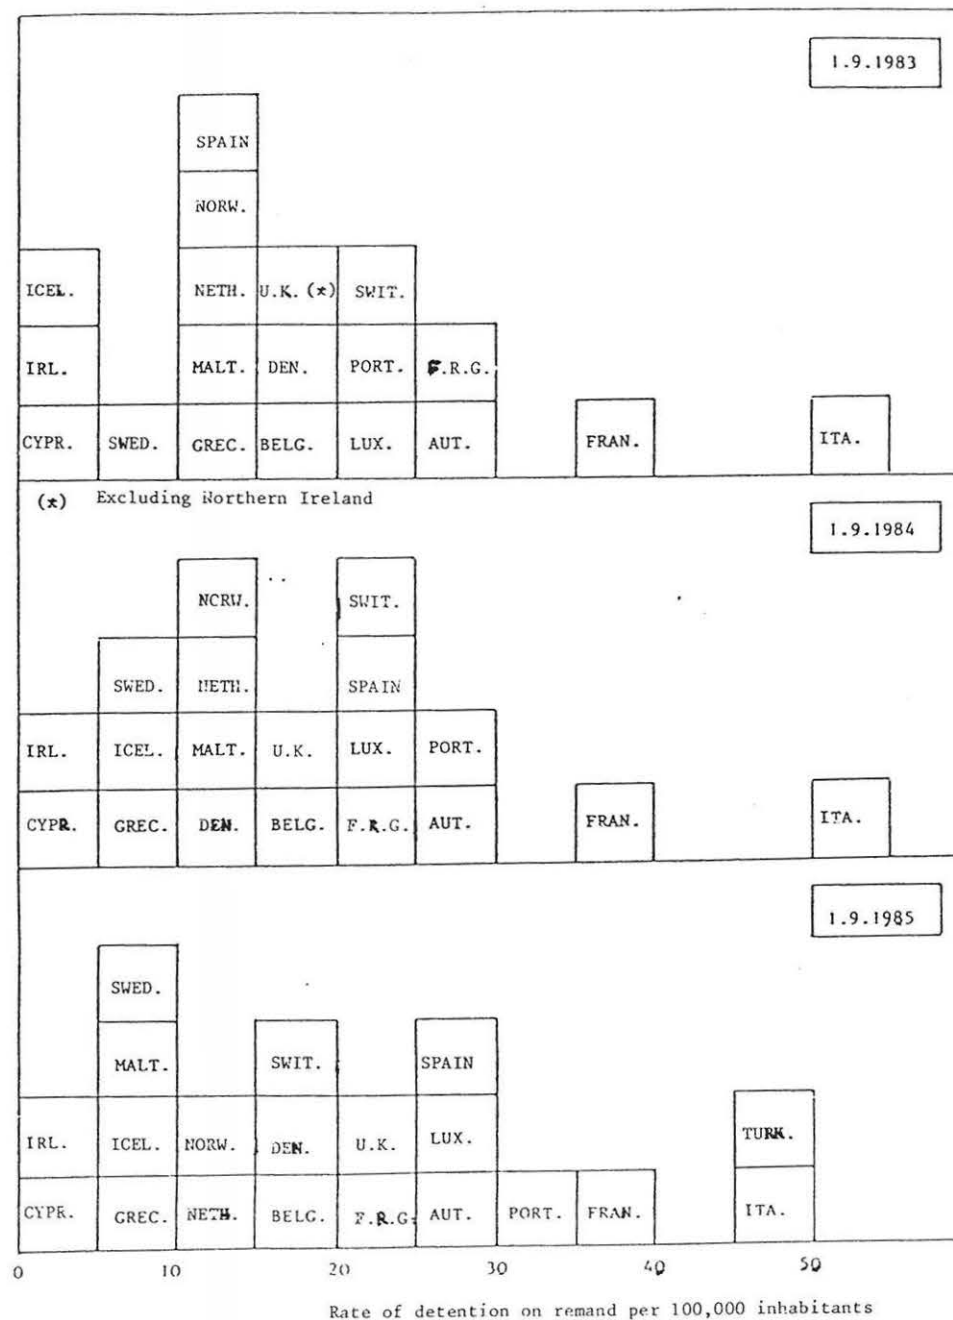 1.9.1983
SPAIN
NORW.
ICEL. NETH. U.K. (*) SWIT.
IRL. MALT. DEN. PORT. F.R.G.
CYPR. SWED. GREC. BELG. LUX. AUT. FRAN. ITA.
(*) Excluding Northern Ireland
1.9.1984
NCRW. SWIT.
SWED. NETH. SPAIN
IRL. ICEL. MALT. U.K. LUX. PORT.
CYPR. GREC. DEN. BELG. F.R.G. AUT. FRAN. ITA.
1.9.1985
SWED.
MALT. SWIT. SPAIN
IRL. ICEL. NORW. DEN. U.K. LUX. TURK.
CYPR. GREC. NETH. BELG. F.R.G. AUT. PORT. FRAN. ITA.
0 10 20 30 40 50
Rate of detention on remand per 100,000 inhabitants